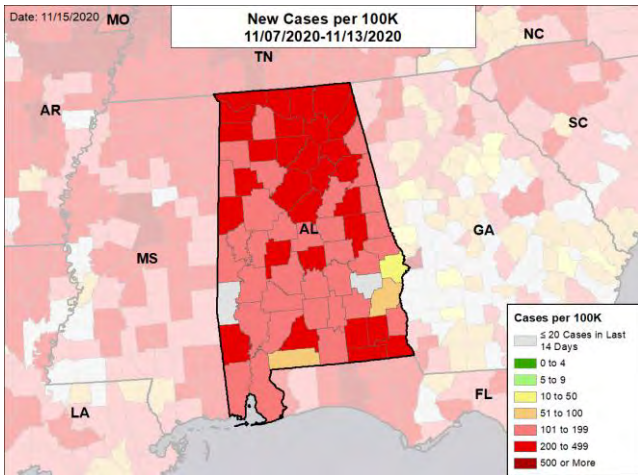 Date: 11/15/2020
New Cases per 100K
11/07/2020-11/13/2020
MO
TN
NC
AR
SC
AL
MS
GA
LA
FL
Cases per 100K
≤ 20 Cases in Last
14 Days
0 to 4
5 to 9
10 to 50
51 to 100
101 to 199
200 to 499
500 or More